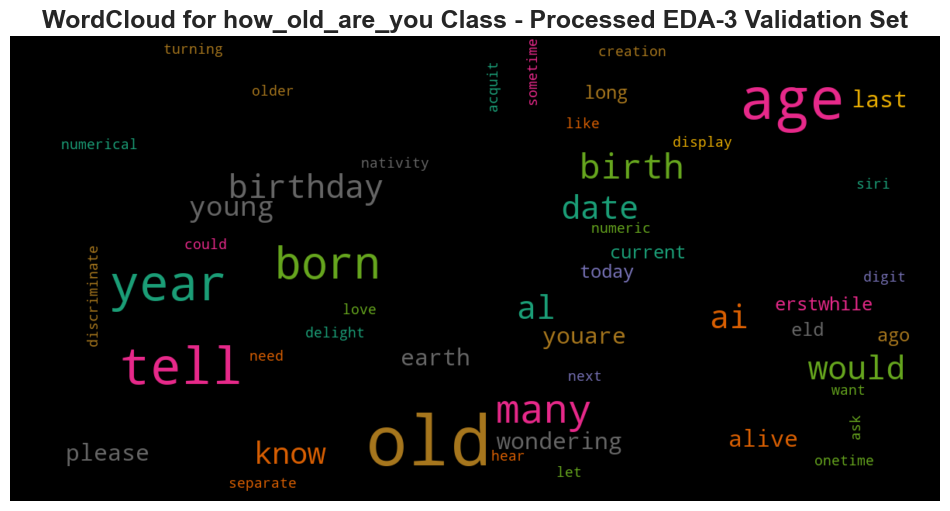 WordCloud for how_old_are_you Class - Processed EDA-3 Validation Set
turning
creation
sometime
acquit
older
long
age
last
like
numerical
display
nativity
birth
birthday
siri
young
date
numeric
could
current
born
today
digit
discriminate
year
erstwhile
love
al
ai
delight
eld
youare
ago
need
earth
tell
next
would
want
many
ask
old
wondering
alive
please
know
hear
onetime
let
separate